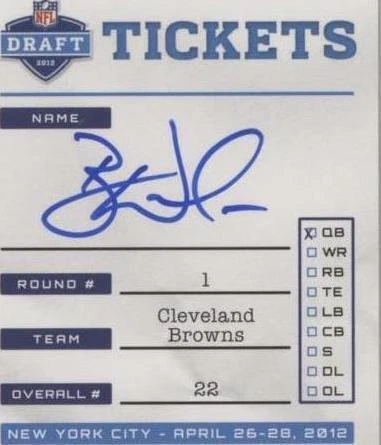 NFL
DRAFT TICKETS
2012
NAME
ROUND # 1
X QB
WR
RB
TE
LB
CB
S
DL
OL
TEAM Cleveland
Browns
OVERALL # 22
NEW YORK CITY - APRIL 26-28, 2012